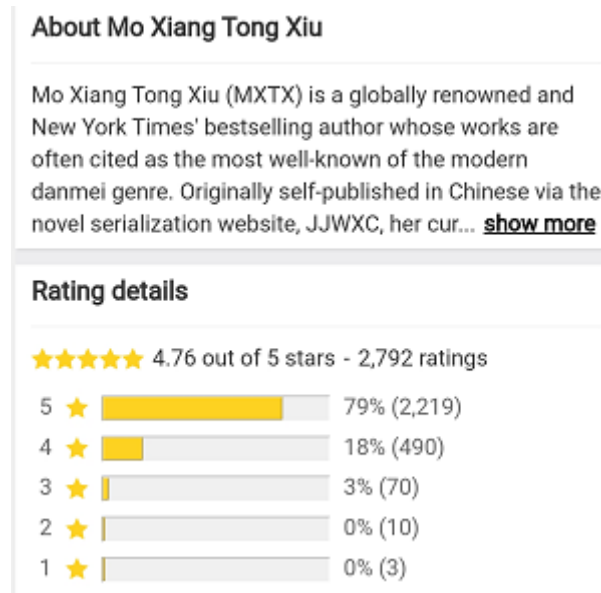 About Mo Xiang Tong Xiu
Mo Xiang Tong Xiu (MXTX) is a globally renowned and
New York Times' bestselling author whose works are
often cited as the most well-known of the modern
danmei genre. Originally self-published in Chinese via the
novel serialization website, JJWXC, her cur... show more
Rating details
4.76 out of 5 stars - 2,792 ratings
5 79% (2,219)
4 18% (490)
3 3% (70)
2 0% (10)
1 0% (3)